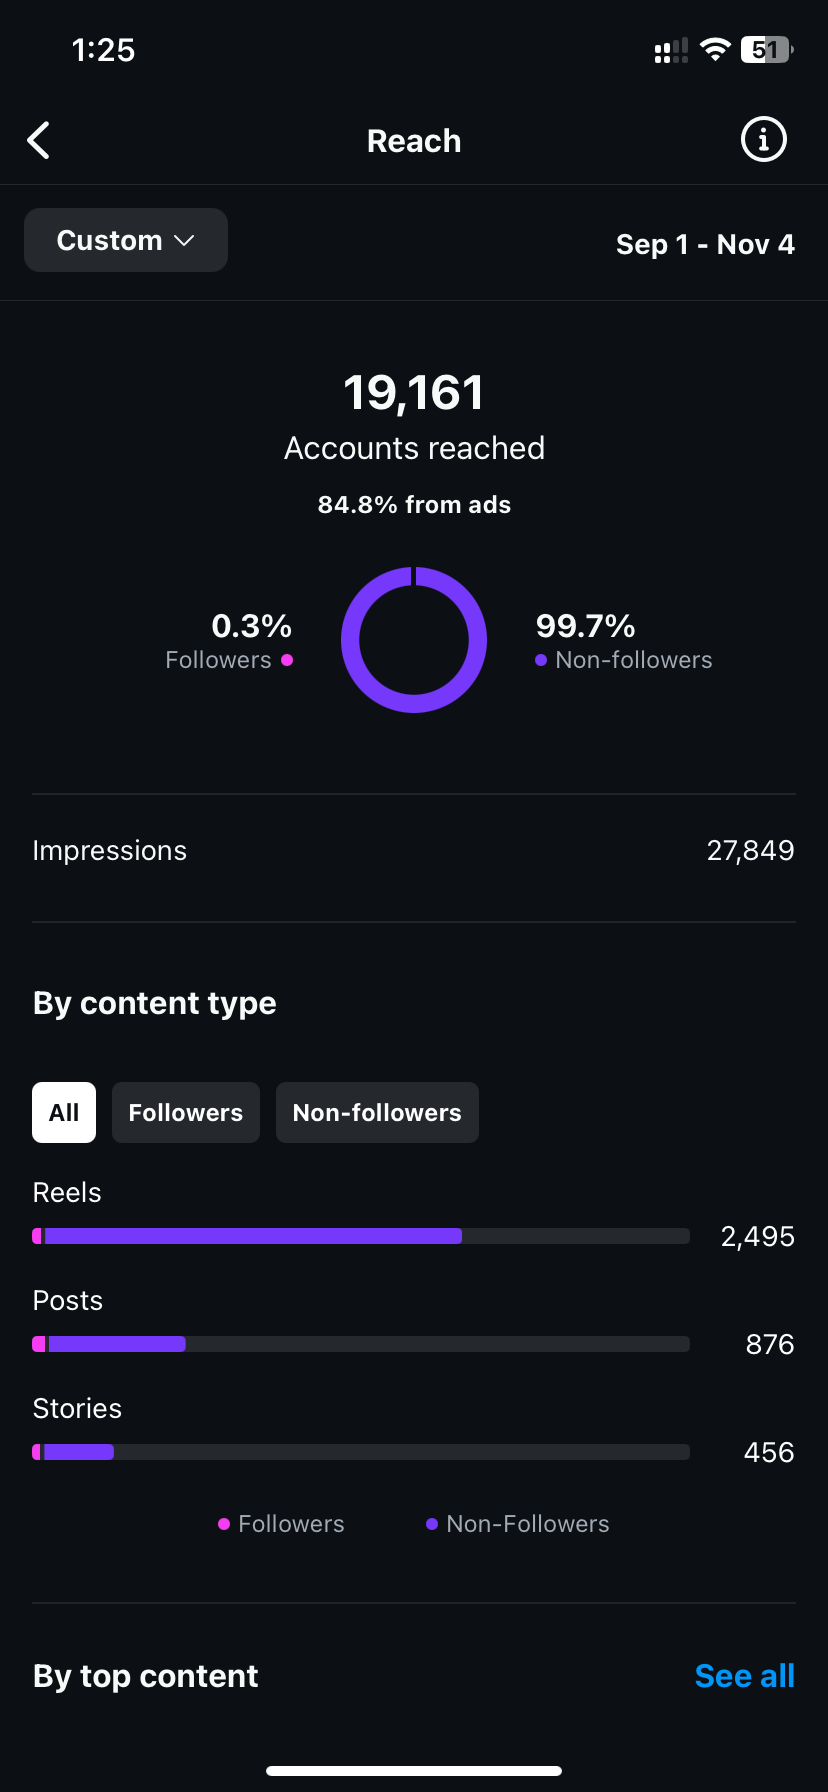 1:25
51
Reach
Custom
Sep 1 - Nov 4
19,161
Accounts reached
84.8% from ads
0.3%
Followers
99.7%
Non-followers
Impressions 27,849
By content type
All Followers Non-followers
Reels
2,495
Posts
876
Stories
456
Followers Non-Followers
By top content See all